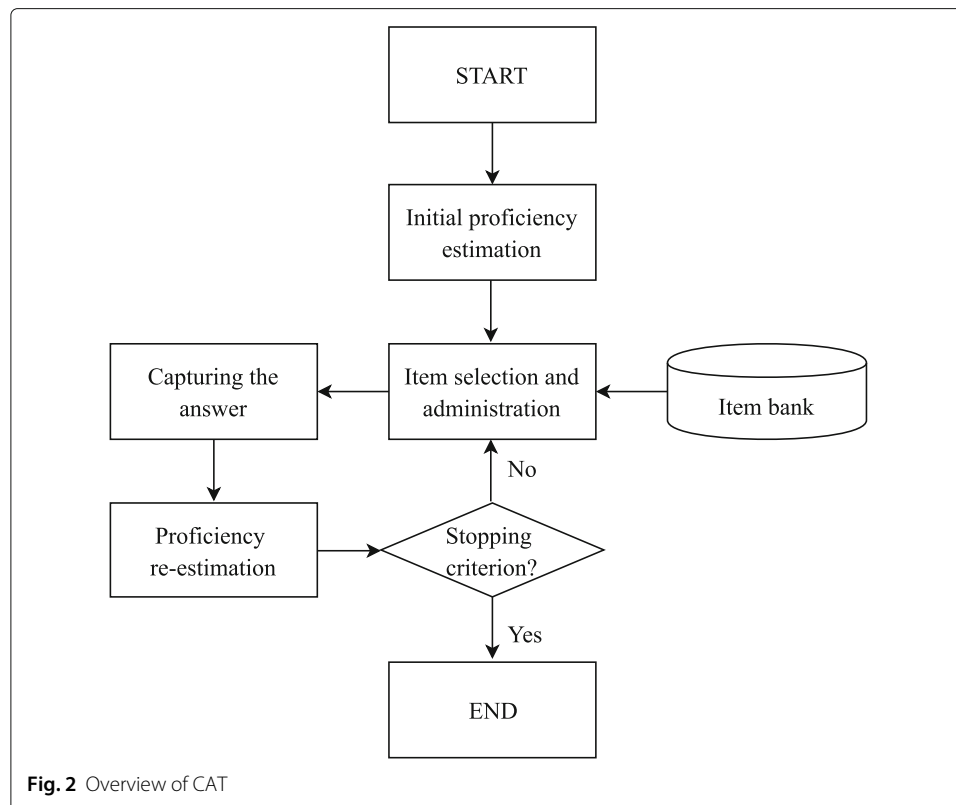 START
Initial proficiency
estimation
Capturing the
answer
Item selection and
administration
Item bank
No
Proficiency
re-estimation
Stopping
criterion?
Yes
END
Fig. 2 Overview of CAT